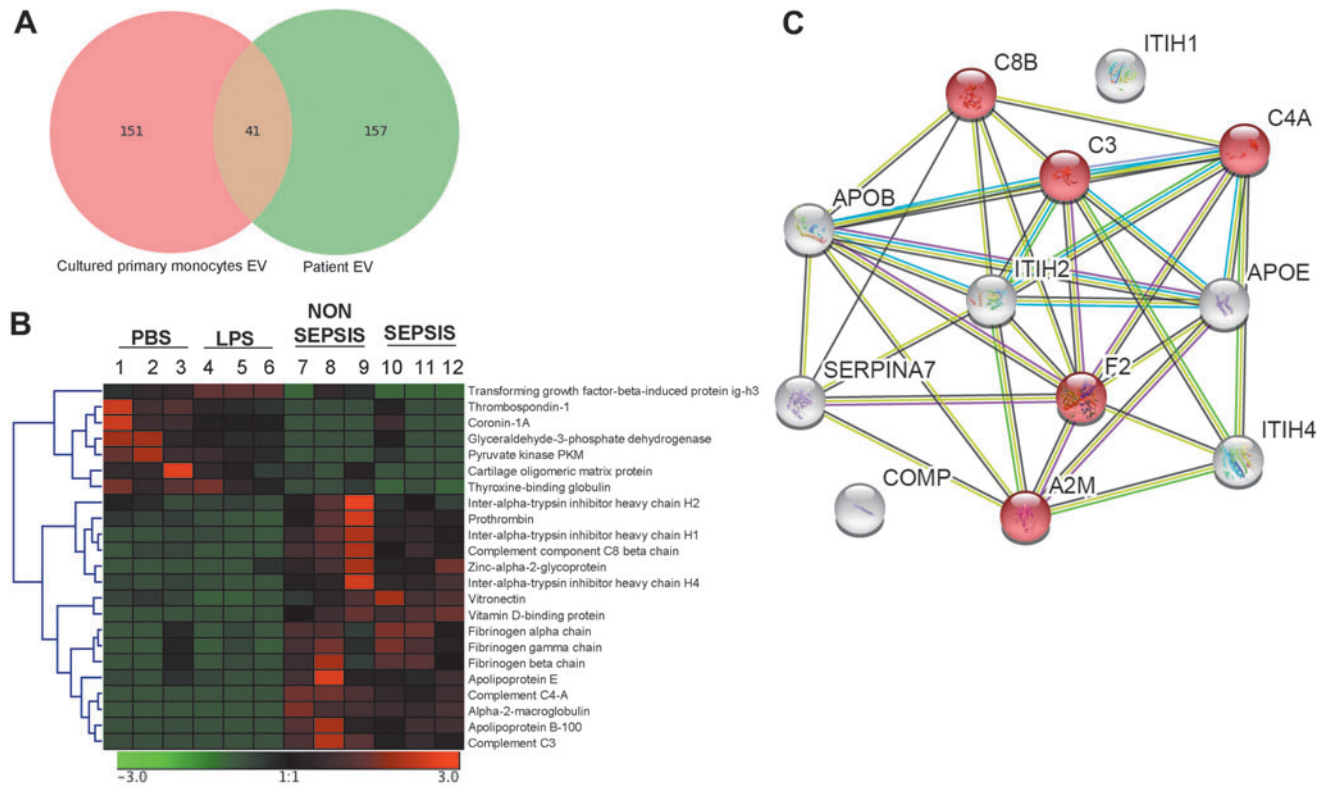 A
151
41
157
Cultured primary monocytes EV
Patient EV
B
PBS
LPS
NON
SEPSIS
SEPSIS
1 2 3 4 5 6 7 8 9 10 11 12
Transforming growth factor-beta-induced protein ig-h3
Thrombospondin-1
Coronin-1A
Glyceraldehyde-3-phosphate dehydrogenase
Pyruvate kinase PKM
Cartilage oligomeric matrix protein
Thyroxine-binding globulin
Inter-alpha-trypsin inhibitor heavy chain H2
Prothrombin
Inter-alpha-trypsin inhibitor heavy chain H1
Complement component C8 beta chain
Zinc-alpha-2-glycoprotein
Inter-alpha-trypsin inhibitor heavy chain H4
Vitronectin
Vitamin D-binding protein
Fibrinogen alpha chain
Fibrinogen gamma chain
Fibrinogen beta chain
Apolipoprotein E
Complement C4-A
Alpha-2-macroglobulin
Apolipoprotein B-100
Complement C3
−3.0 1:1 3.0
C
ITIH1
C8B
C4A
C3
APOB
ITIH2
APOE
SERPINA7
F2
ITIH4
COMP
A2M